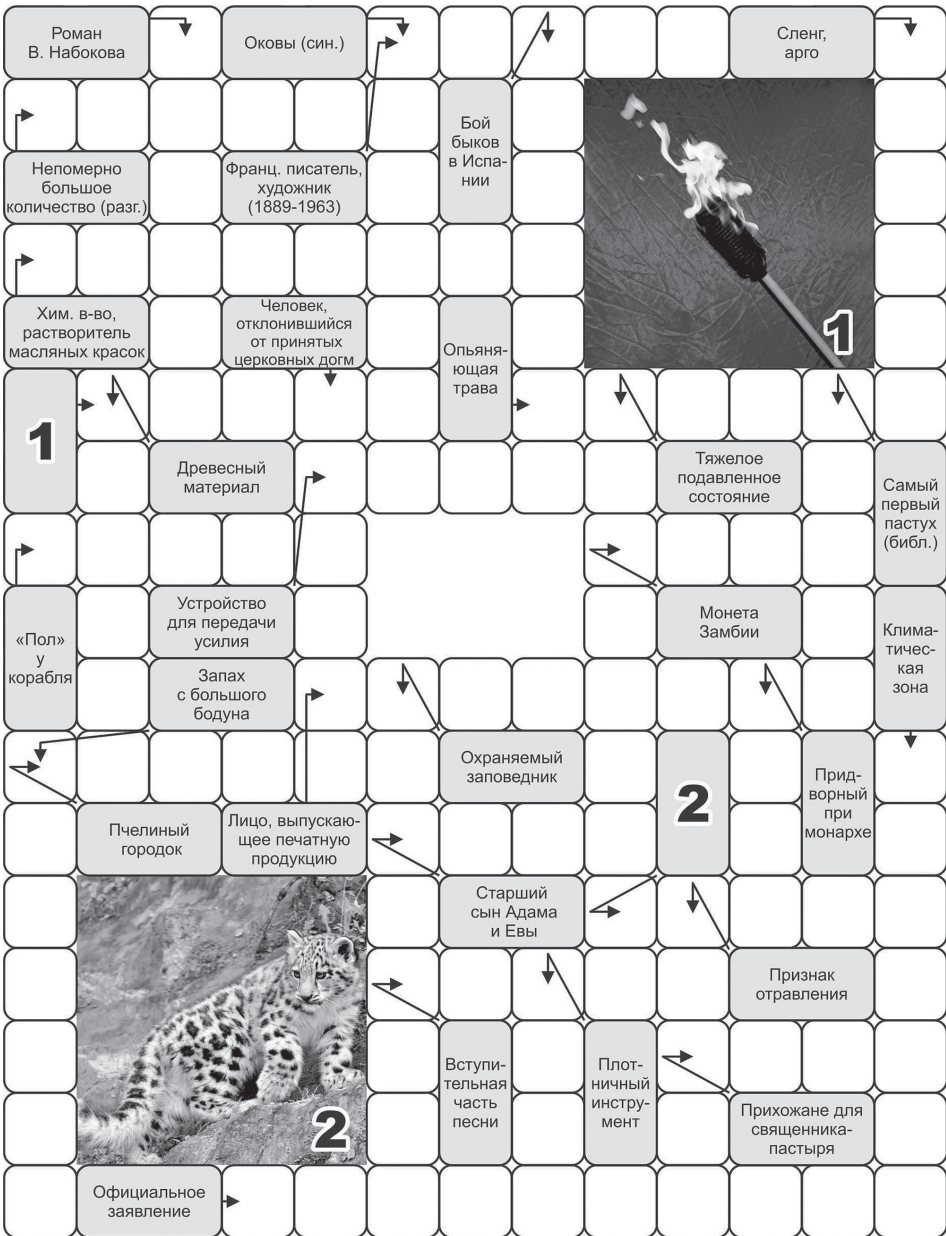 Роман
В. Набокова
Оковы (син.)
Сленг,
арго
Бой
быков
в Испа-
нии
Непомерно
большое
количество (разг.)
Франц. писатель,
художник
(1889-1963)
1
Хим. в-во,
растворитель
масляных красок
Человек,
отклонившийся
от принятых
церковных догм
Опьяня-
ющая
трава
1
Древесный
материал
Тяжелое
подавленное
состояние
Самый
первый
пастух
(библ.)
«Пол»
у
корабля
Устройство
для передачи
усилия
Монета
Замбии
Клима-
тичес-
кая
зона
Запах
с большого
бодуна
Охраняемый
заповедник
2
Прид-
ворный
при
монархе
Пчелиный
городок
Лицо, выпускаю-
щее печатную
продукцию
Старший
сын Адама
и Евы
Признак
отравления
2
Вступи-
тельная
часть
песни
Плот-
ничный
инстру-
мент
Прихожане для
священника-
пастыря
Официальное
заявление